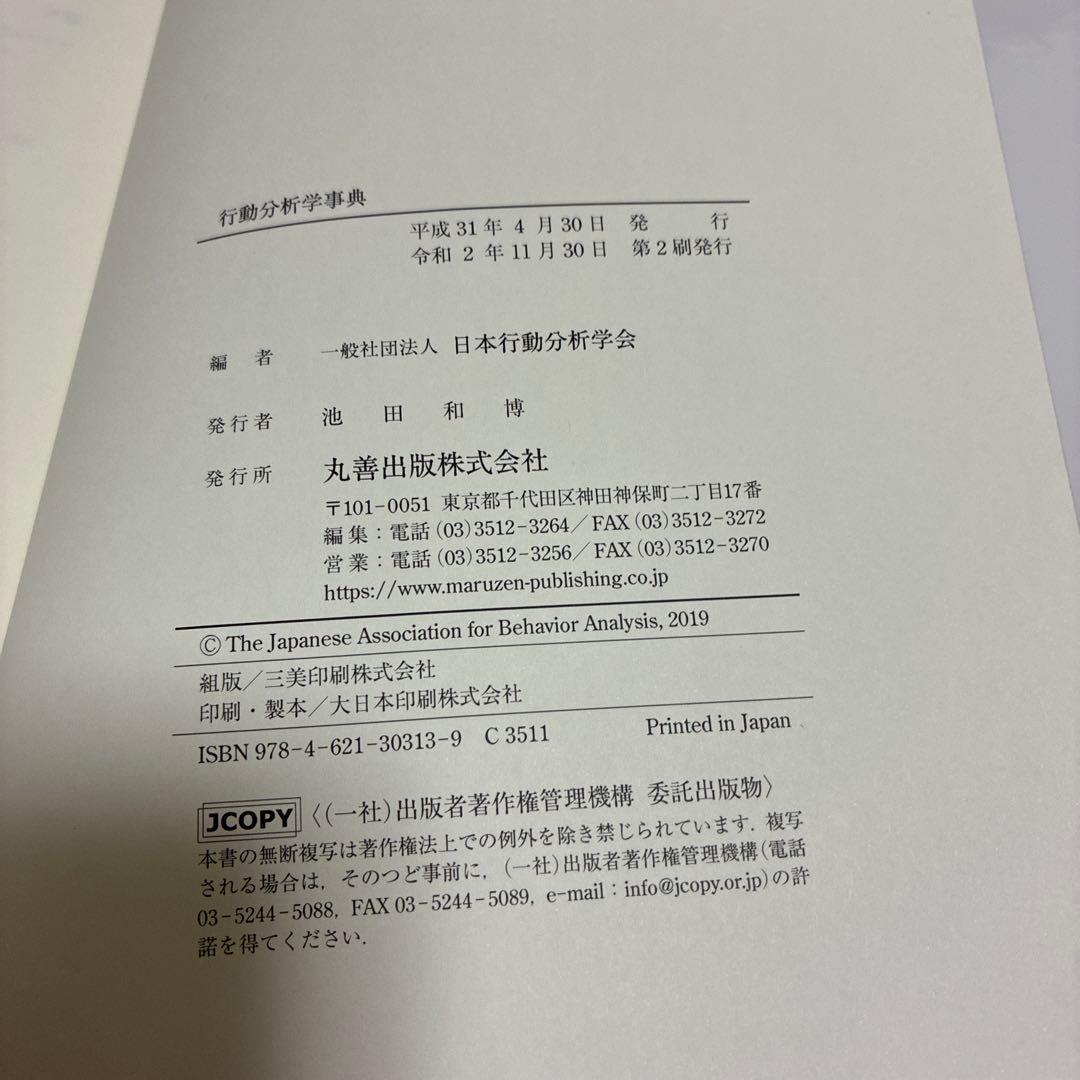 行動分析学事典
平成 31 年 4 月 30 日 発 行
令和 2 年 11 月 30 日 第 2 刷発行
編 者 一般社団法人 日本行動分析学会
発行者 池 田 和 博
発行所 丸善出版株式会社
〒101-0051 東京都千代田区神田神保町二丁目17番
編集：電話(03)3512-3264／FAX(03)3512-3272
営業：電話(03)3512-3256／FAX(03)3512-3270
https://www.maruzen-publishing.co.jp
© The Japanese Association for Behavior Analysis, 2019
組版／三美印刷株式会社
印刷・製本／大日本印刷株式会社
ISBN 978-4-621-30313-9 C 3511 Printed in Japan
JCOPY〈(一社)出版者著作権管理機構 委託出版物〉
本書の無断複写は著作権法上での例外を除き禁じられています．複写
される場合は，そのつど事前に，(一社)出版者著作権管理機構(電話
03-5244-5088，FAX 03-5244-5089，e-mail：info@jcopy.or.jp)の許
諾を得てください．